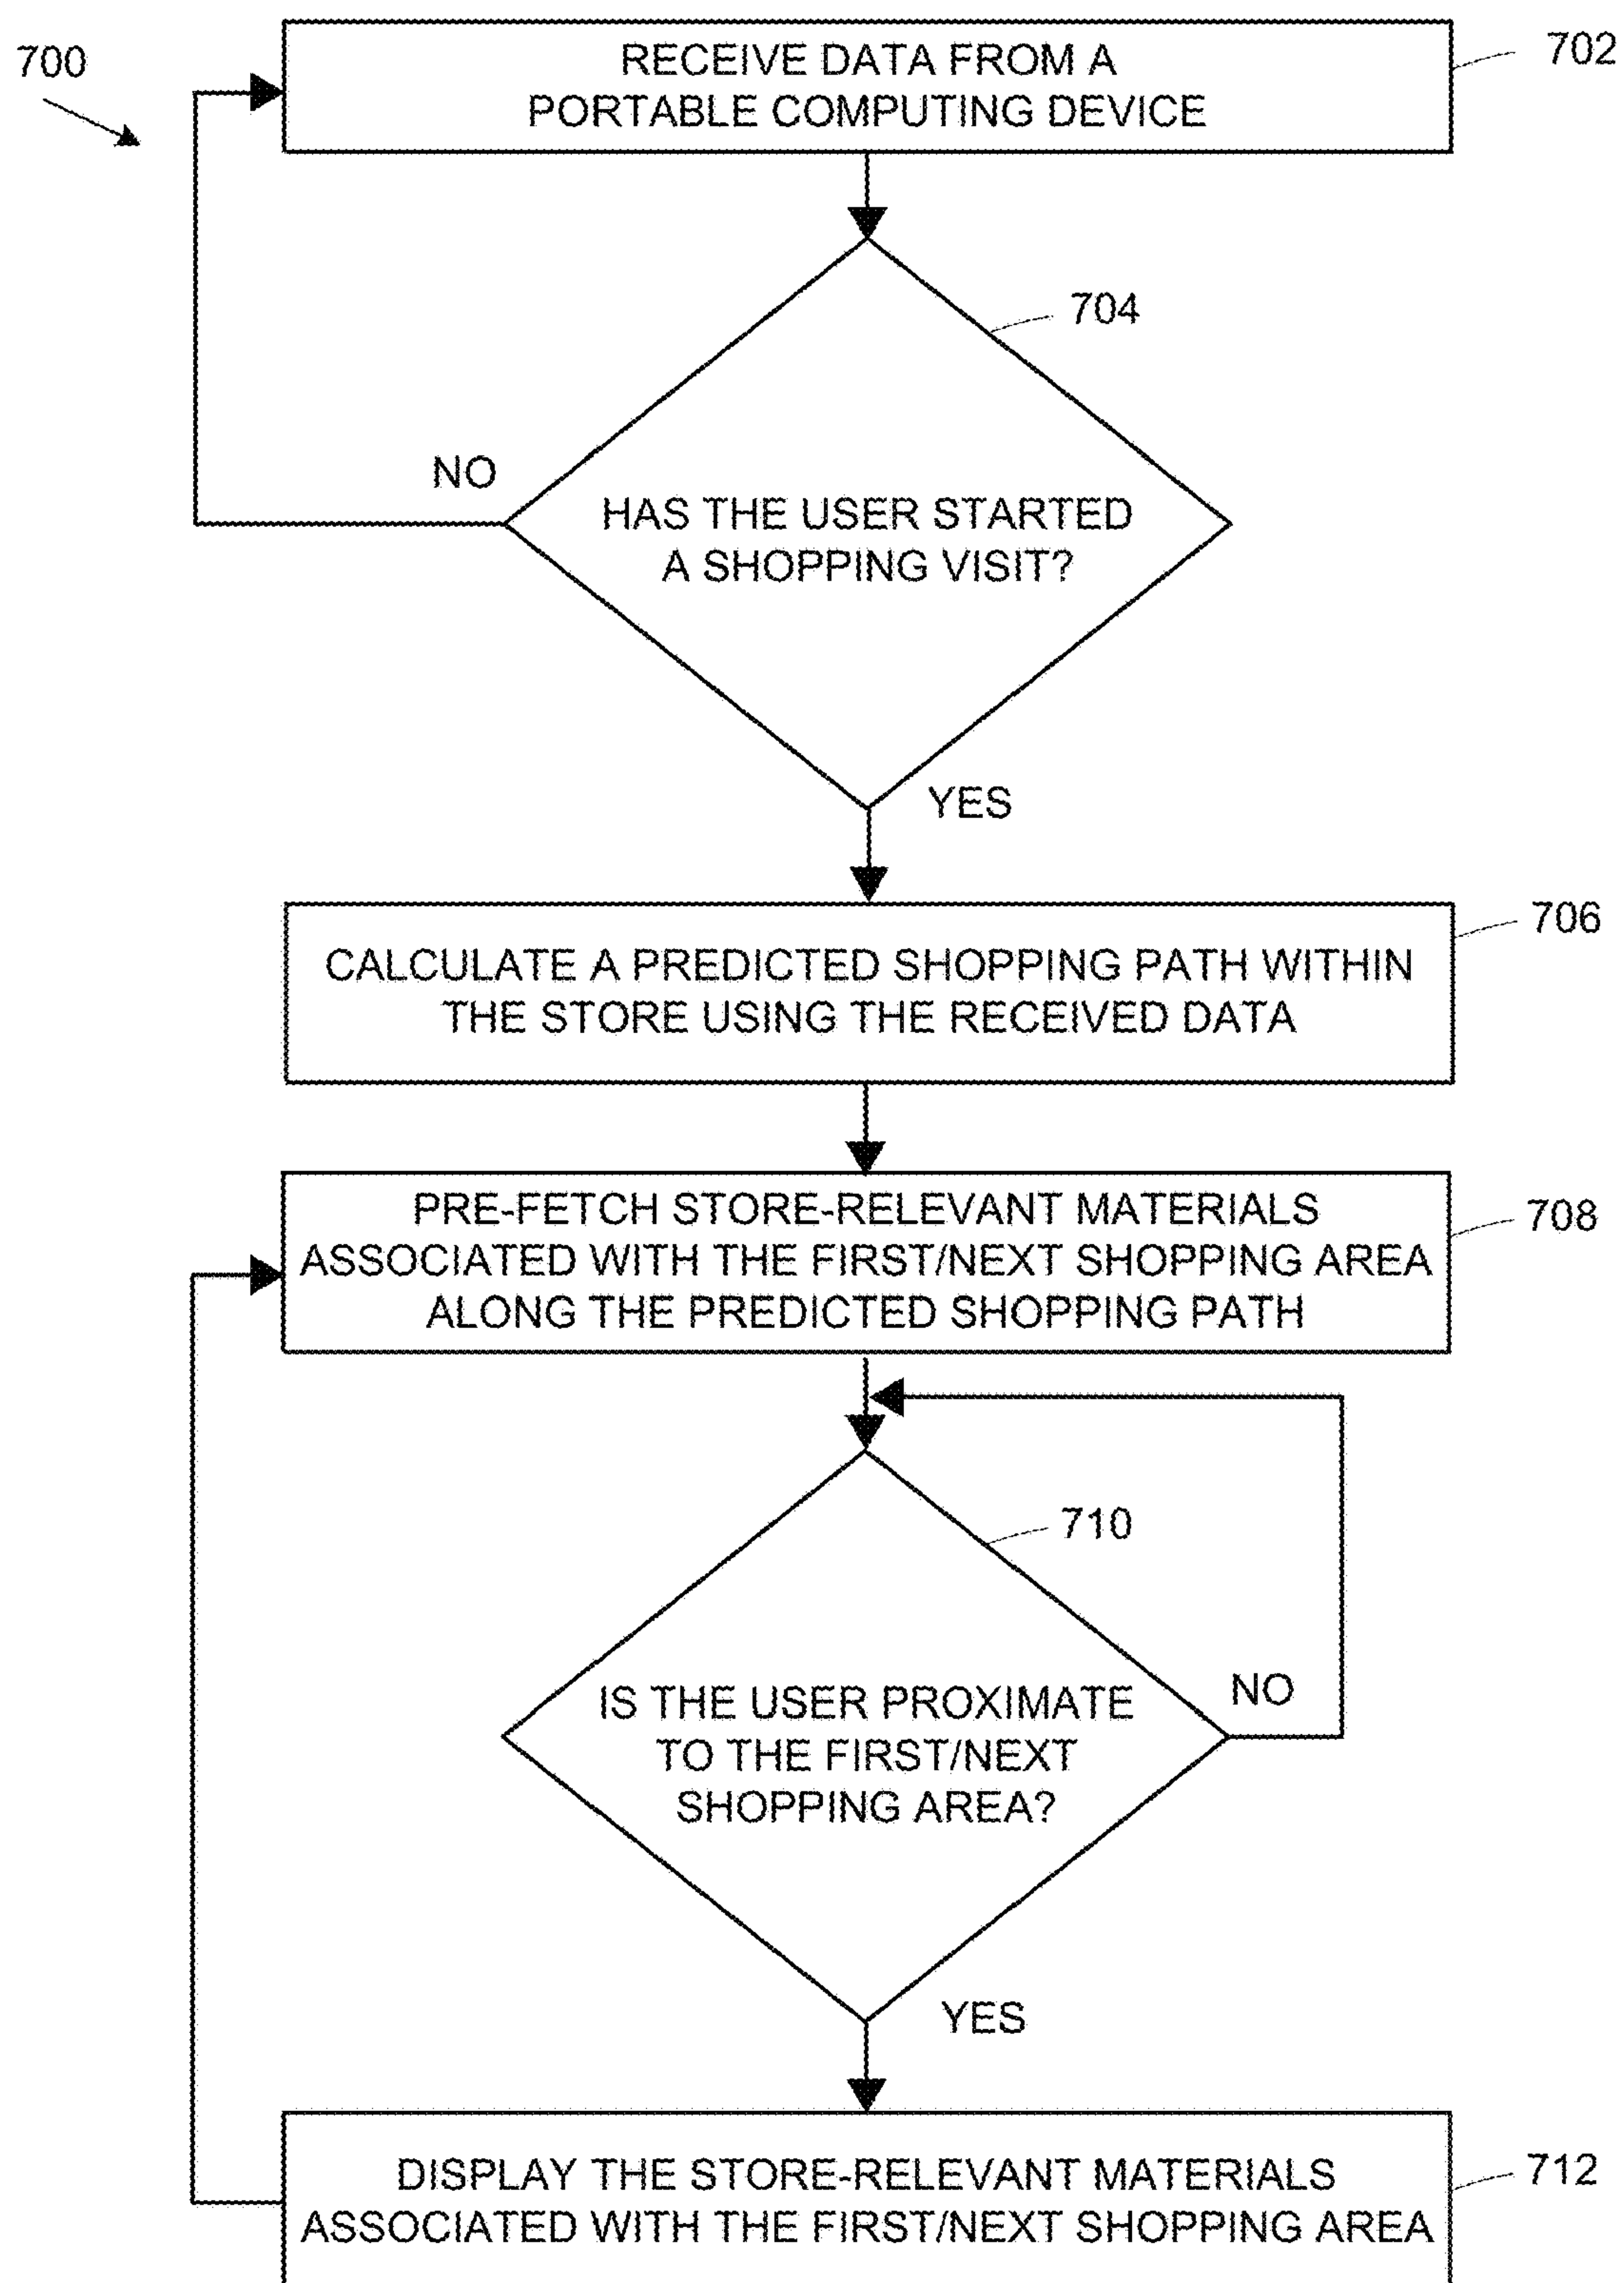 700
RECEIVE DATA FROM A
PORTABLE COMPUTING DEVICE
702
704
NO
HAS THE USER STARTED
A SHOPPING VISIT?
YES
706
CALCULATE A PREDICTED SHOPPING PATH WITHIN
THE STORE USING THE RECEIVED DATA
PRE-FETCH STORE-RELEVANT MATERIALS
ASSOCIATED WITH THE FIRST/NEXT SHOPPING AREA
ALONG THE PREDICTED SHOPPING PATH
708
710
IS THE USER PROXIMATE
TO THE FIRST/NEXT
SHOPPING AREA?
NO
YES
DISPLAY THE STORE-RELEVANT MATERIALS
ASSOCIATED WITH THE FIRST/NEXT SHOPPING AREA
712